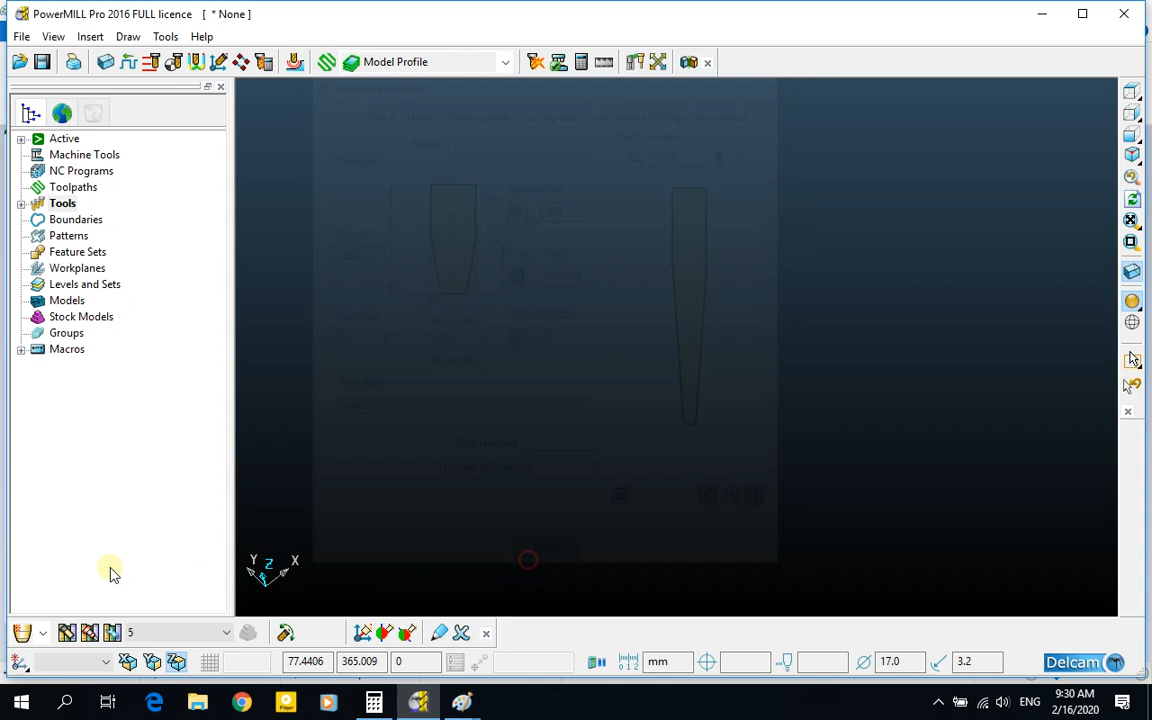 PowerMILL Pro 2016 FULL licence [ * None ]
File View Insert Draw Tools Help
Model Profile
Active
Machine Tools
NC Programs
Toolpaths
Tools
Boundaries
Patterns
Feature Sets
Workplanes
Levels and Sets
Models
Stock Models
Groups
Macros
Y Z X
5
77.4406 365.009 0 mm 17.0 3.2 Delcam
ENG 9:30 AM
2/16/2020